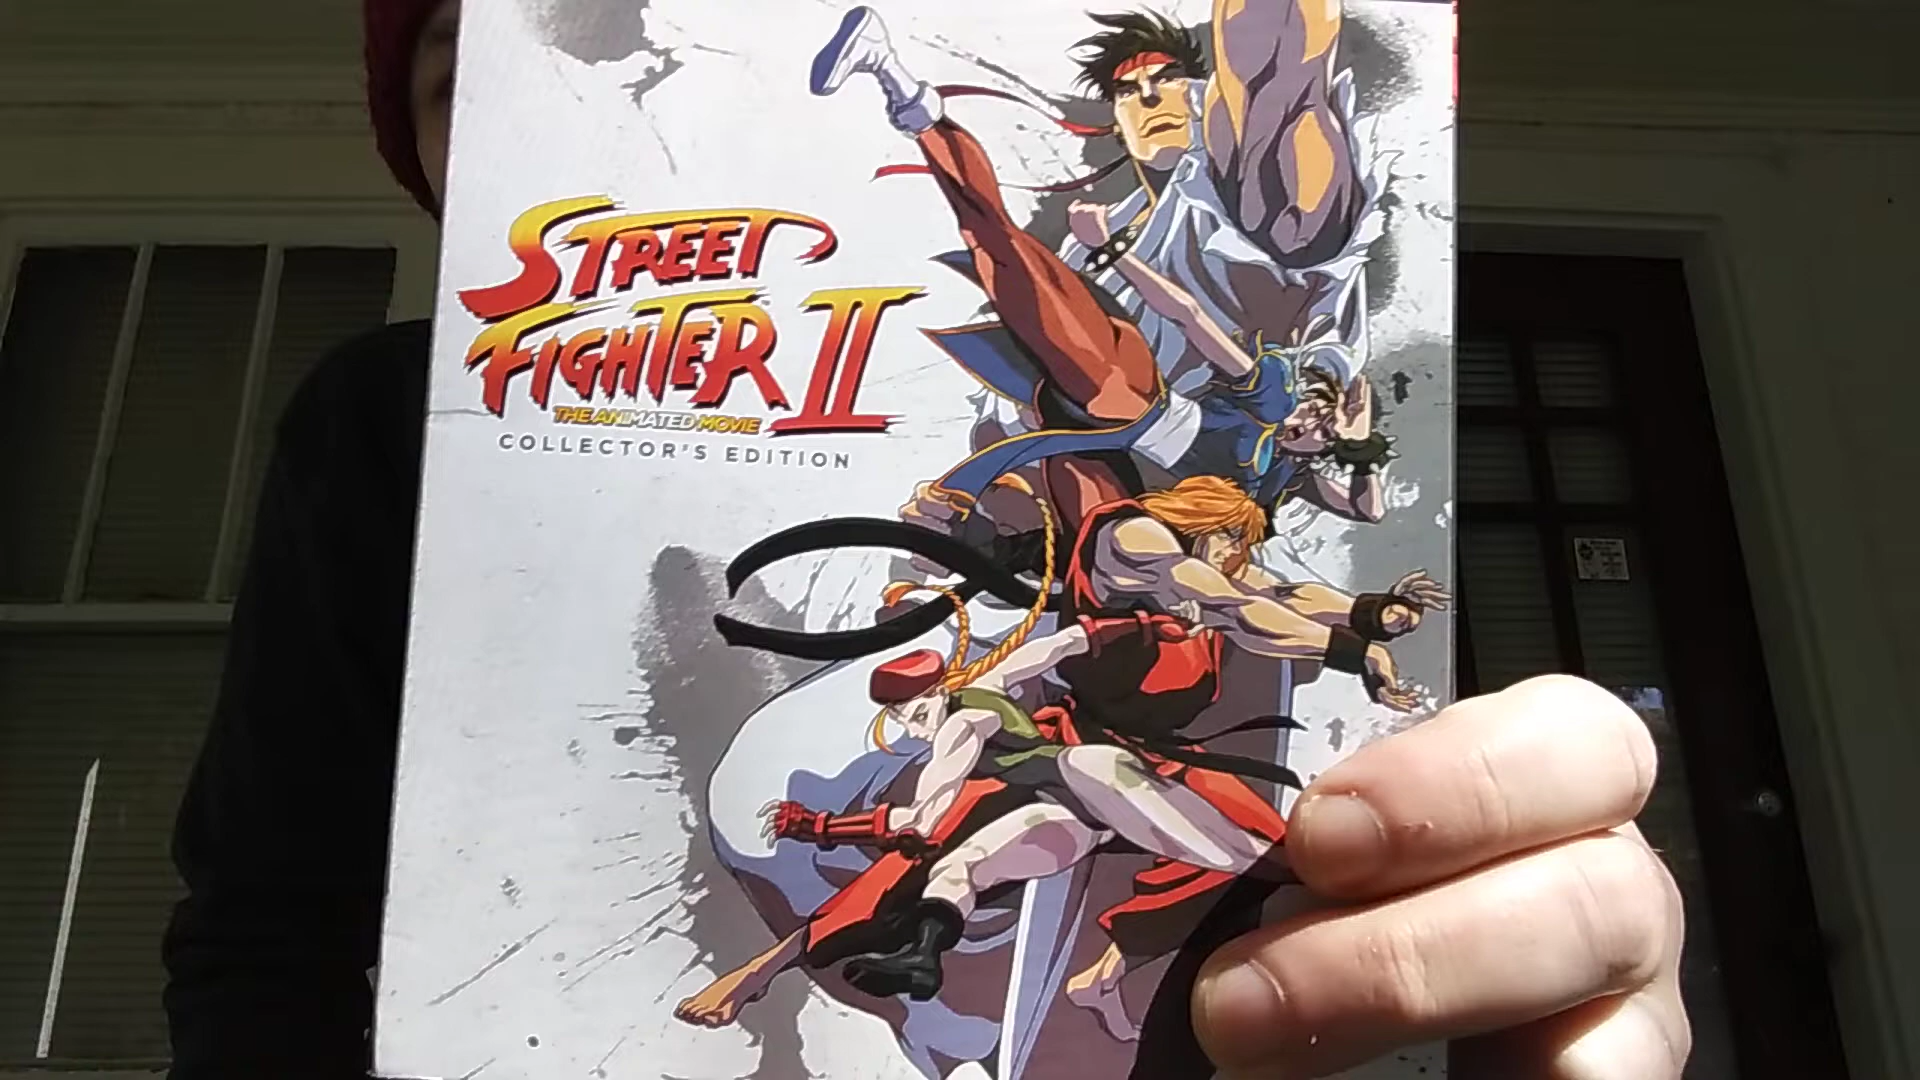 STREET
FIGHTER II
THE ANIMATED MOVIE
COLLECTOR'S EDITION